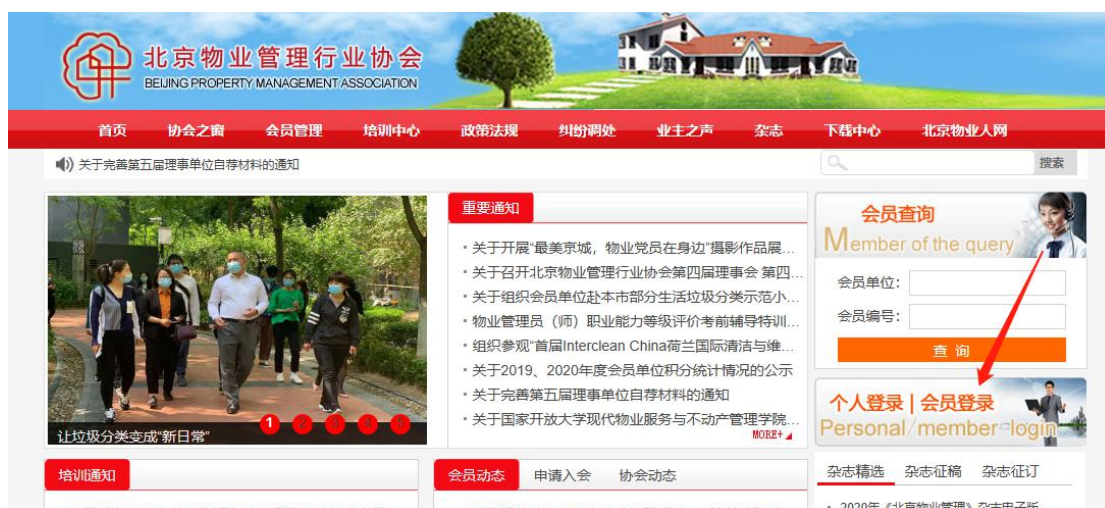 北京物业管理行业协会
BEIJING PROPERTY MANAGEMENT ASSOCIATION
首页 协会之窗 会员管理 培训中心 政策法规 纠纷调处 业主之声 杂志 下载中心 北京物业人网
关于完善第五届理事单位自荐材料的通知
搜索
让垃圾分类变成“新日常”
1 2 3 4 5
重要通知
· 关于开展“最美京城，物业党员在身边”摄影作品展...
· 关于召开北京物业管理行业协会第四届理事会 第四...
· 关于组织会员单位赴本市部分生活垃圾分类示范小...
· 物业管理员（师）职业能力等级评价考前辅导特训...
· 组织参观“首届Interclean China荷兰国际清洁与维...
· 关于2019、2020年度会员单位积分统计情况的公示
· 关于完善第五届理事单位自荐材料的通知
· 关于国家开放大学现代物业服务与不动产管理学院...
MORE+
会员查询
Member of the query
会员单位:
会员编号:
查 询
个人登录 | 会员登录
Personal/member login
培训通知
会员动态 申请入会 协会动态
杂志精选 杂志征稿 杂志征订
· 2020年《北京物业管理》杂志电子版